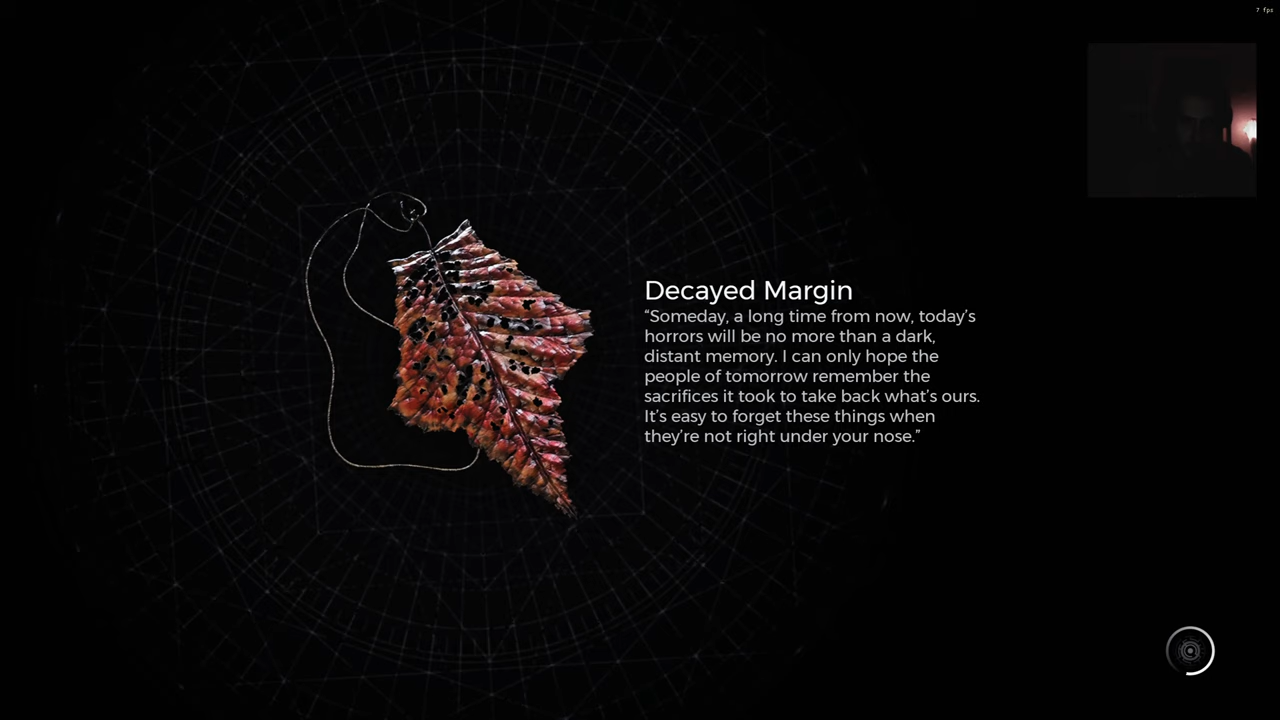 7 fps
Decayed Margin
“Someday, a long time from now, today’s
horrors will be no more than a dark,
distant memory. I can only hope the
people of tomorrow remember the
sacrifices it took to take back what’s ours.
It’s easy to forget these things when
they’re not right under your nose.”